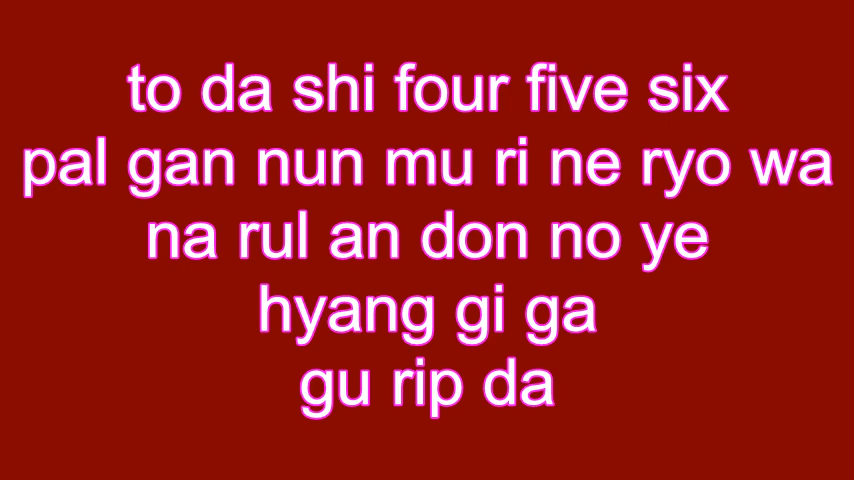 to da shi four five six
pal gan nun mu ri ne ryo wa
na rul an don no ye
hyang gi ga
gu rip da